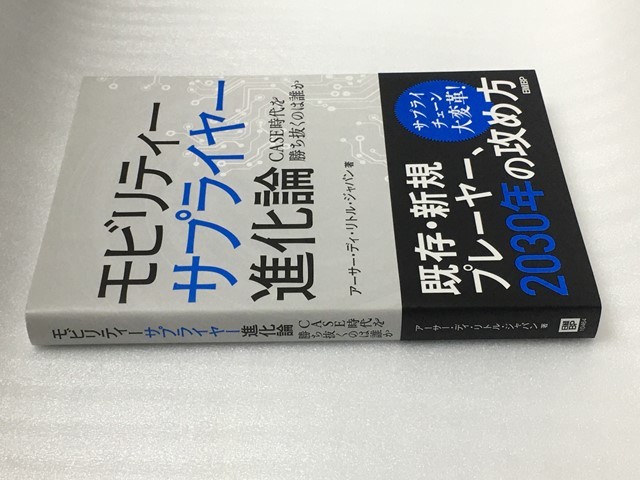 モビリティー
サプライヤー
進化論
CASE時代を
勝ち抜くのは誰か
アーサー・ディ・リトル・ジャパン 著
サプライ
チェーン
大変革!
既存・新規
プレーヤー、
2030年の攻め方
日経BP
モビリティーサプライヤー進化論
CASE時代を
勝ち抜くのは誰か
アーサー・ディ・リトル・ジャパン 著
日経BP